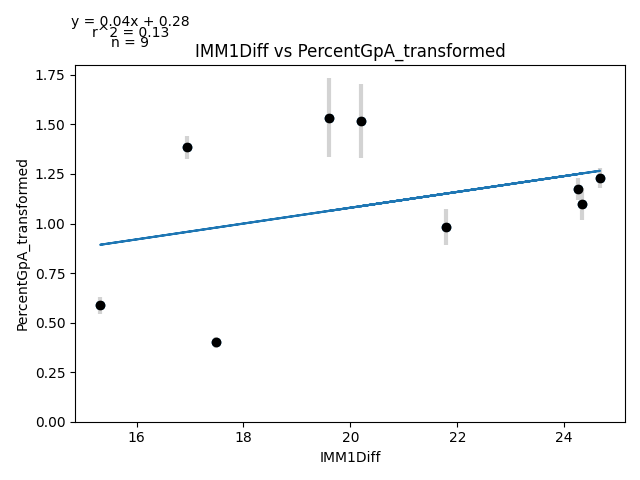 y = 0.04x + 0.28
r^2 = 0.13
n = 9
IMM1Diff vs PercentGpA_transformed
1.75
1.50
1.25
1.00
0.75
0.50
0.25
0.00
PercentGpA_transformed
16
18
20
22
24
IMM1Diff